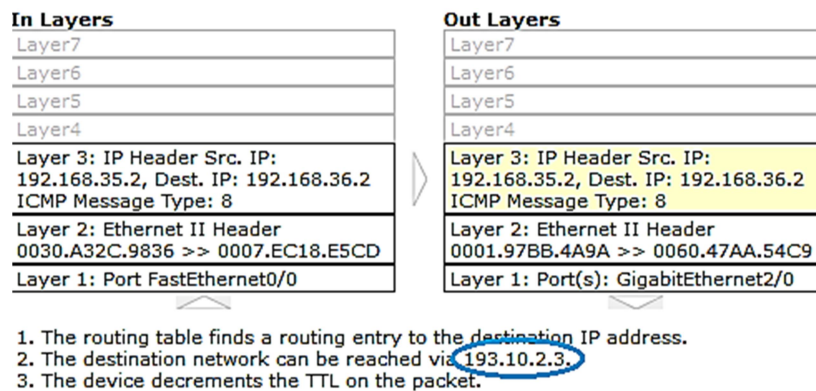 In Layers
Layer7
Layer6
Layer5
Layer4
Layer 3: IP Header Src. IP:
192.168.35.2, Dest. IP: 192.168.36.2
ICMP Message Type: 8
Layer 2: Ethernet II Header
0030.A32C.9836 >> 0007.EC18.E5CD
Layer 1: Port FastEthernet0/0
Out Layers
Layer7
Layer6
Layer5
Layer4
Layer 3: IP Header Src. IP:
192.168.35.2, Dest. IP: 192.168.36.2
ICMP Message Type: 8
Layer 2: Ethernet II Header
0001.97BB.4A9A >> 0060.47AA.54C9
Layer 1: Port(s): GigabitEthernet2/0
1. The routing table finds a routing entry to the destination IP address.
2. The destination network can be reached via 193.10.2.3.
3. The device decrements the TTL on the packet.